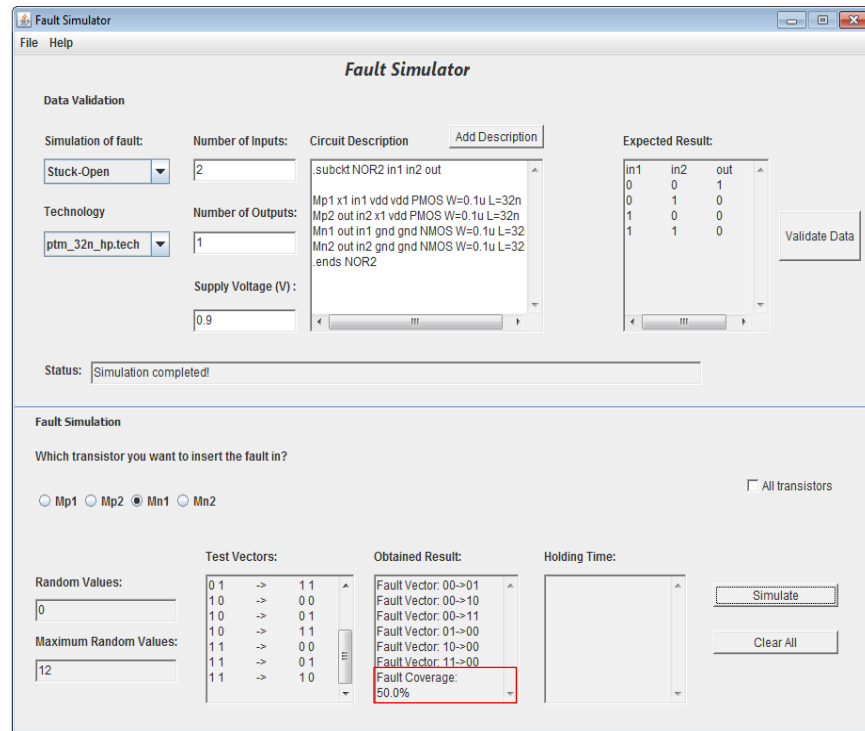 Fault Simulator
File Help
Fault Simulator
Data Validation
Simulation of fault:
Stuck-Open
Technology
ptm_32n_hp.tech
Number of Inputs:
2
Number of Outputs:
1
Supply Voltage (V) :
0.9
Circuit Description
Add Description
.subckt NOR2 in1 in2 out
Mp1 x1 in1 vdd vdd PMOS W=0.1u L=32n
Mp2 out in2 x1 vdd PMOS W=0.1u L=32n
Mn1 out in1 gnd gnd NMOS W=0.1u L=32
Mn2 out in2 gnd gnd NMOS W=0.1u L=32
.ends NOR2
Expected Result:
in1 in2 out
0 0 1
0 1 0
1 0 0
1 1 0
Validate Data
Status: Simulation completed!
Fault Simulation
Which transistor you want to insert the fault in?
Mp1 Mp2 Mn1 Mn2
All transistors
Random Values:
0
Maximum Random Values:
12
Test Vectors:
0 1 -> 1 1
1 0 -> 0 0
1 0 -> 0 1
1 0 -> 1 1
1 1 -> 0 0
1 1 -> 0 1
1 1 -> 1 0
Obtained Result:
Fault Vector: 00->01
Fault Vector: 00->10
Fault Vector: 00->11
Fault Vector: 01->00
Fault Vector: 10->00
Fault Vector: 11->00
Fault Coverage:
50.0%
Holding Time:
Simulate
Clear All